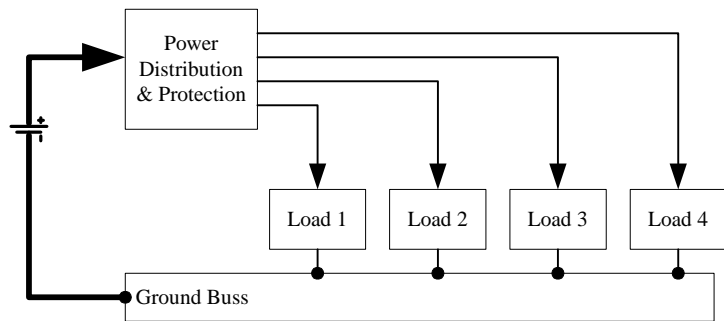 Power
Distribution
& Protection
+
Load 1
Load 2
Load 3
Load 4
Ground Buss